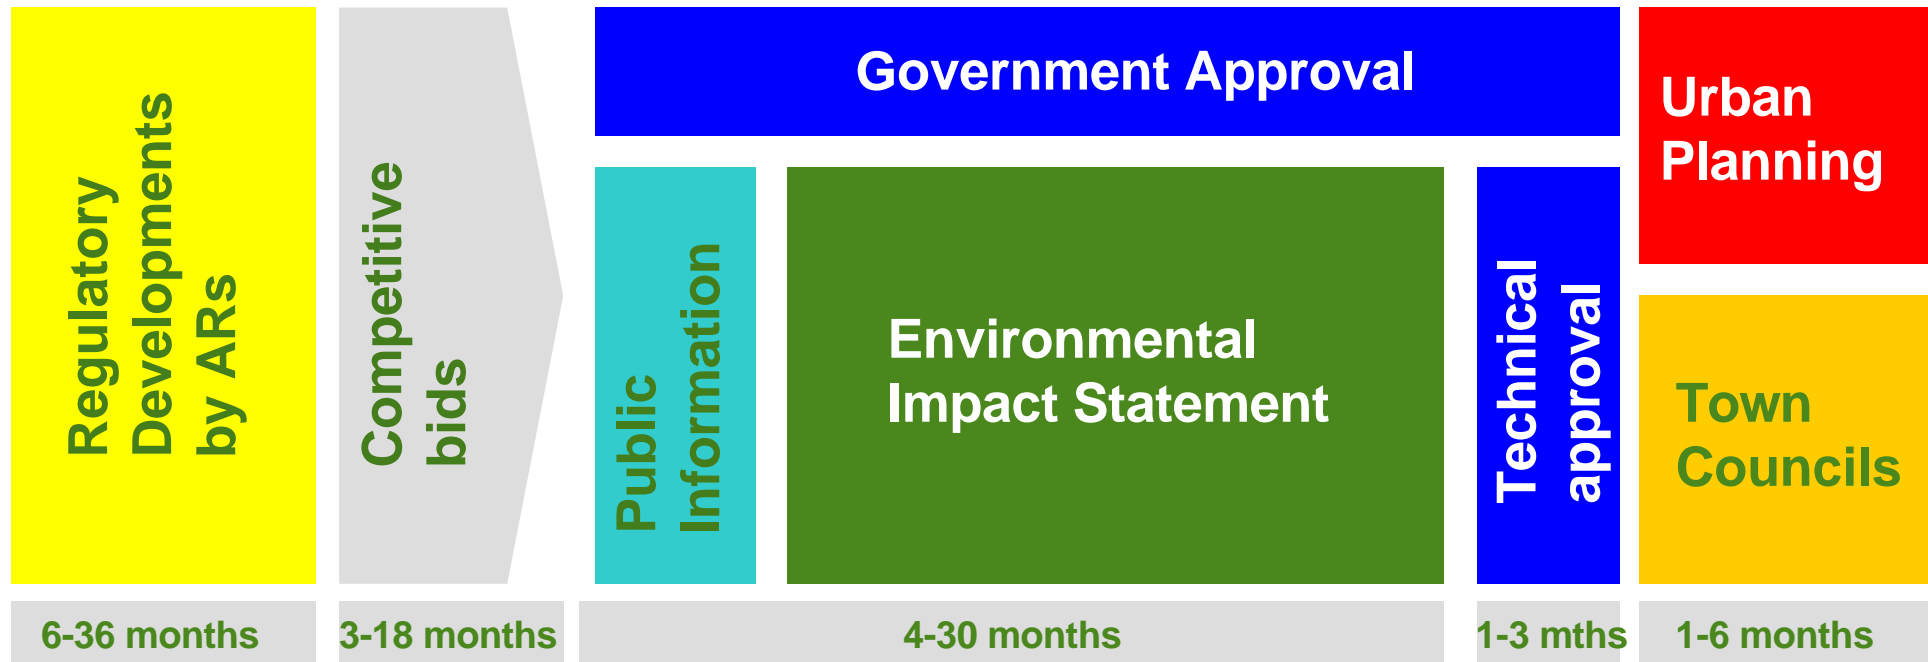 Regulatory
Developments
by ARs
Competitive
bids
Government Approval
Public
Information
Environmental
Impact Statement
Technical
approval
Urban
Planning
Town
Councils
6-36 months
3-18 months
4-30 months
1-3 mths
1-6 months